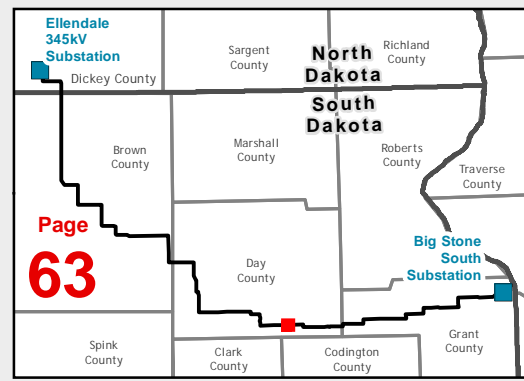 Ellendale
345kV
Substation
Dickey County
Sargent
County
North
Dakota
Richland
County
South
Dakota
Brown
County
Marshall
County
Roberts
County
Traverse
County
Page
63
Day
County
Big Stone
South
Substation
Spink
County
Clark
County
Codington
County
Grant
County